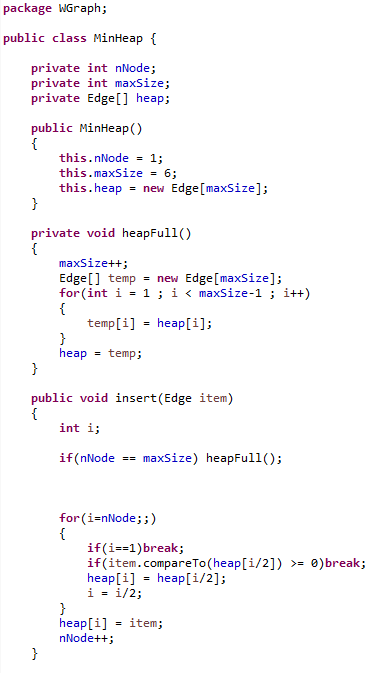 package WGraph;
public class MinHeap {
private int nNode;
private int maxSize;
private Edge[] heap;
public MinHeap()
{
this.nNode = 1;
this.maxSize = 6;
this.heap = new Edge[maxSize];
}
private void heapFull()
{
maxSize++;
Edge[] temp = new Edge[maxSize];
for(int i = 1 ; i < maxSize-1 ; i++)
{
temp[i] = heap[i];
}
heap = temp;
}
public void insert(Edge item)
{
int i;
if(nNode == maxSize) heapFull();
for(i=nNode;;)
{
if(i==1)break;
if(item.compareTo(heap[i/2]) >= 0)break;
heap[i] = heap[i/2];
i = i/2;
}
heap[i] = item;
nNode++;
}